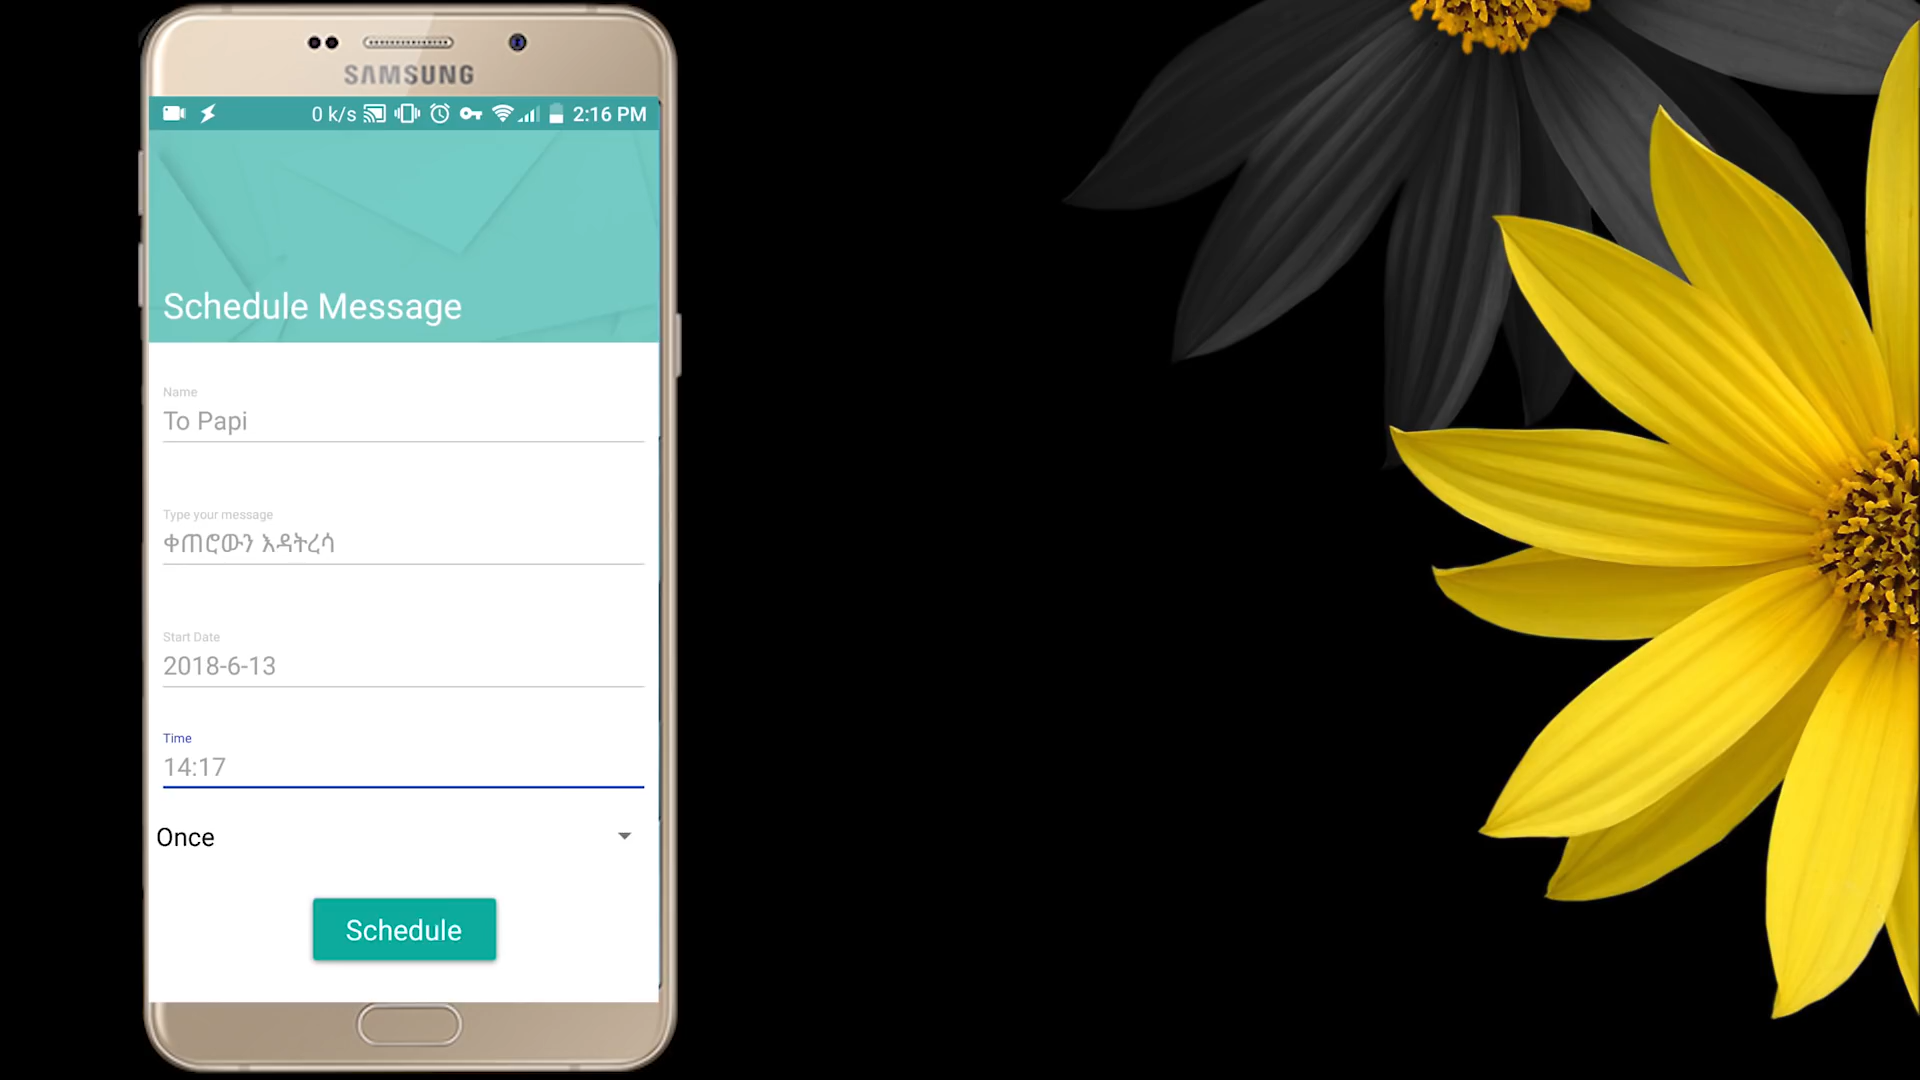 SAMSUNG
0 k/s 2:16 PM
Schedule Message
Name
To Papi
Type your message
ቀጠሮውን እዳትረሳ
Start Date
2018-6-13
Time
14:17
Once
Schedule